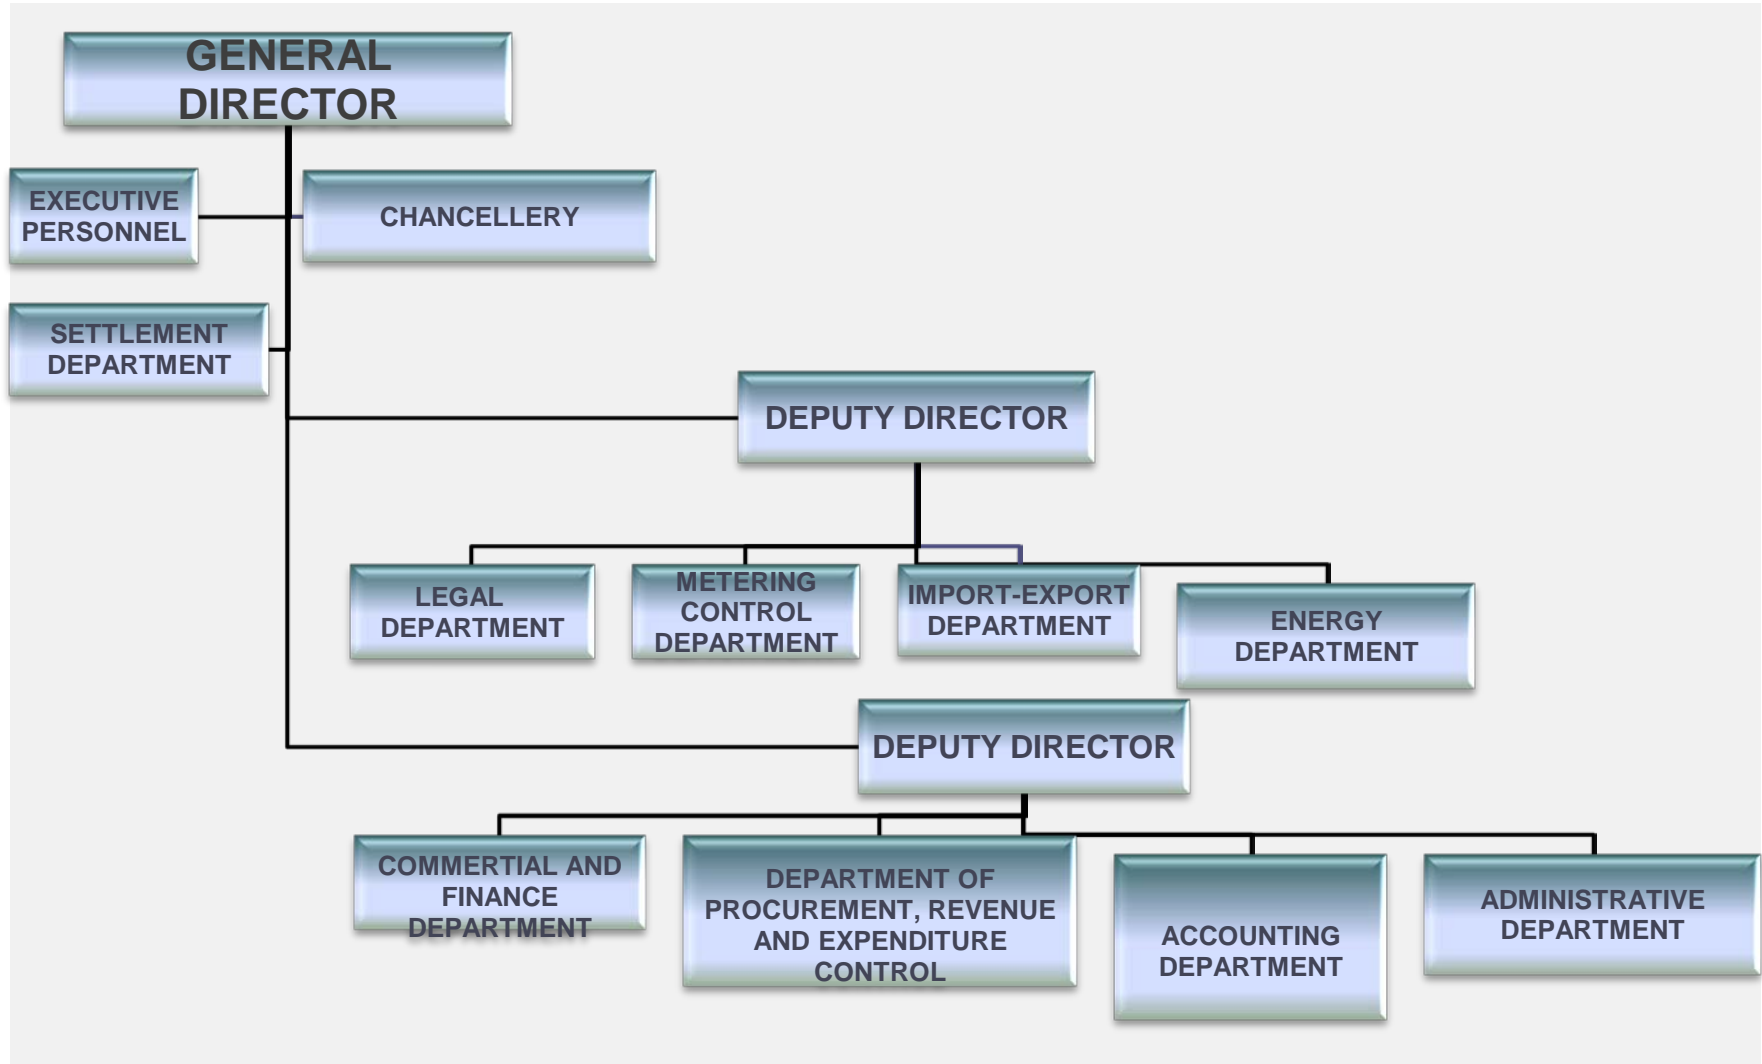 GENERAL
DIRECTOR
EXECUTIVE
PERSONNEL
CHANCELLERY
SETTLEMENT
DEPARTMENT
DEPUTY DIRECTOR
LEGAL
DEPARTMENT
METERING
CONTROL
DEPARTMENT
IMPORT-EXPORT
DEPARTMENT
ENERGY
DEPARTMENT
DEPUTY DIRECTOR
COMMERTIAL AND
FINANCE
DEPARTMENT
DEPARTMENT OF
PROCUREMENT, REVENUE
AND EXPENDITURE
CONTROL
ACCOUNTING
DEPARTMENT
ADMINISTRATIVE
DEPARTMENT